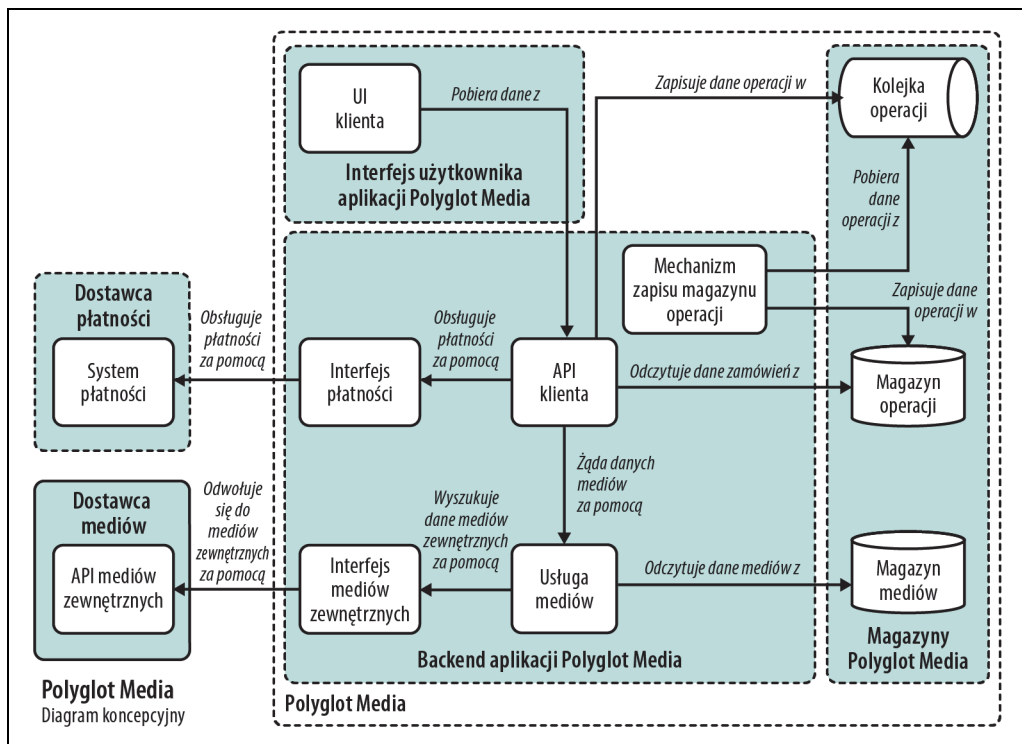 UI
klienta
Pobiera dane z
Interfejs użytkownika
aplikacji Polyglot Media
Zapisuje dane operacji w
Kolejka
operacji
Pobiera
dane
operacji z
Mechanizm
zapisu magazynu
operacji
Zapisuje dane
operacji w
Dostawca
płatności
System
płatności
Obsługuje
płatności
za pomocą
Interfejs
płatności
Obsługuje
płatności
za pomocą
API
klienta
Odczytuje dane zamówień z
Magazyn
operacji
Żąda danych
mediów
za pomocą
Dostawca
mediów
API mediów
zewnętrznych
Odwołuje
się do
mediów
zewnętrznych
za pomocą
Interfejs
mediów
zewnętrznych
Wyszukuje
dane mediów
zewnętrznych
za pomocą
Usługa
mediów
Odczytuje dane mediów z
Magazyn
mediów
Backend aplikacji Polyglot Media
Magazyny
Polyglot Media
Polyglot Media
Diagram koncepcyjny
Polyglot Media